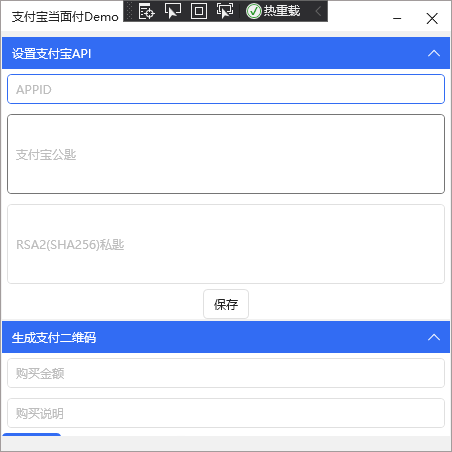 支付宝当面付Demo
热重载
设置支付宝API
APPID
支付宝公匙
RSA2(SHA256)私匙
保存
生成支付二维码
购买金额
购买说明